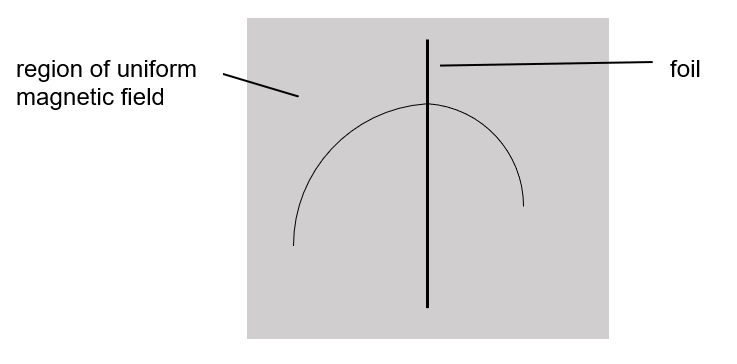 region of uniform
magnetic field
foil